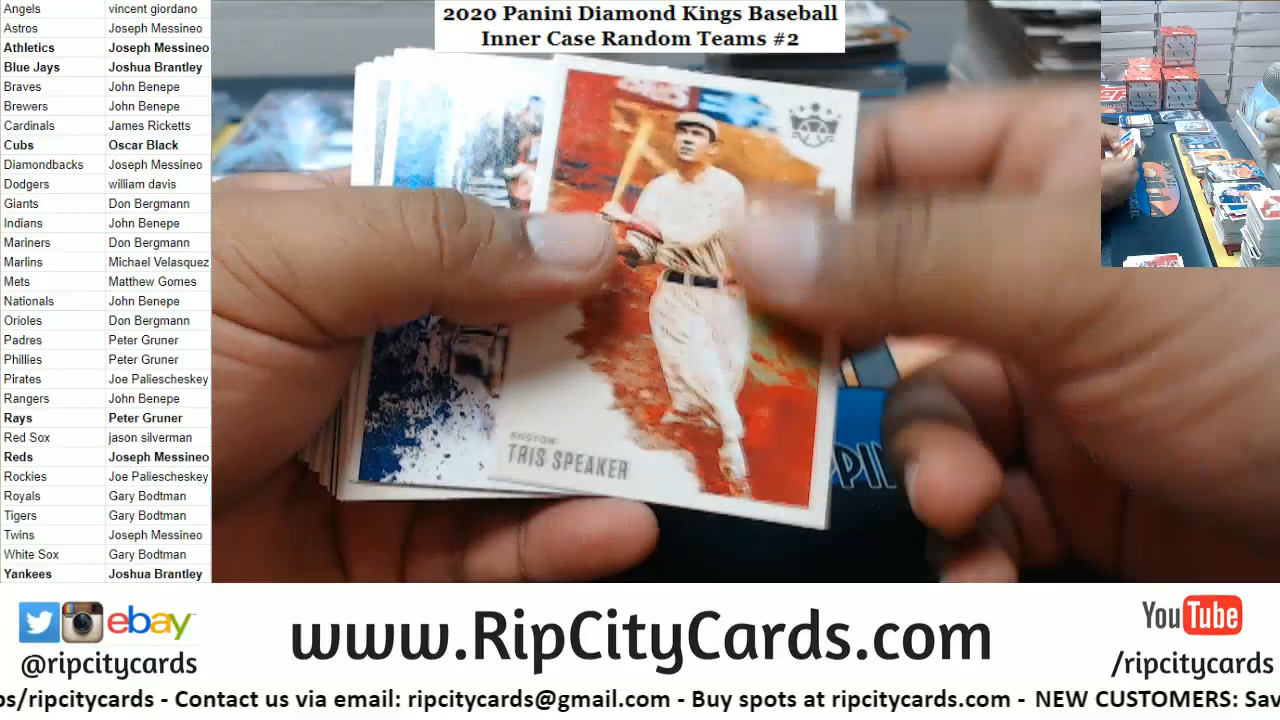 2020 Panini Diamond Kings Baseball
Inner Case Random Teams #2
Angels vincent giordano
Astros Joseph Messineo
Athletics Joseph Messineo
Blue Jays Joshua Brantley
Braves John Benepe
Brewers John Benepe
Cardinals James Ricketts
Cubs Oscar Black
Diamondbacks Joseph Messineo
Dodgers william davis
Giants Don Bergmann
Indians John Benepe
Mariners Don Bergmann
Marlins Michael Velasquez
Mets Matthew Gomes
Nationals John Benepe
Orioles Don Bergmann
Padres Peter Gruner
Phillies Peter Gruner
Pirates Joe Paliescheskey
Rangers John Benepe
Rays Peter Gruner
Red Sox jason silverman
Reds Joseph Messineo
Rockies Joe Paliescheskey
Royals Gary Bodtman
Tigers Gary Bodtman
Twins Joseph Messineo
White Sox Gary Bodtman
Yankees Joshua Brantley
BOSTON
TRIS SPEAKER
PPIN
ebay
@ripcitycards
www.RipCityCards.com
YouTube
/ripcitycards
os/ripcitycards - Contact us via email: ripcitycards@gmail.com - Buy spots at ripcitycards.com - NEW CUSTOMERS: Sav